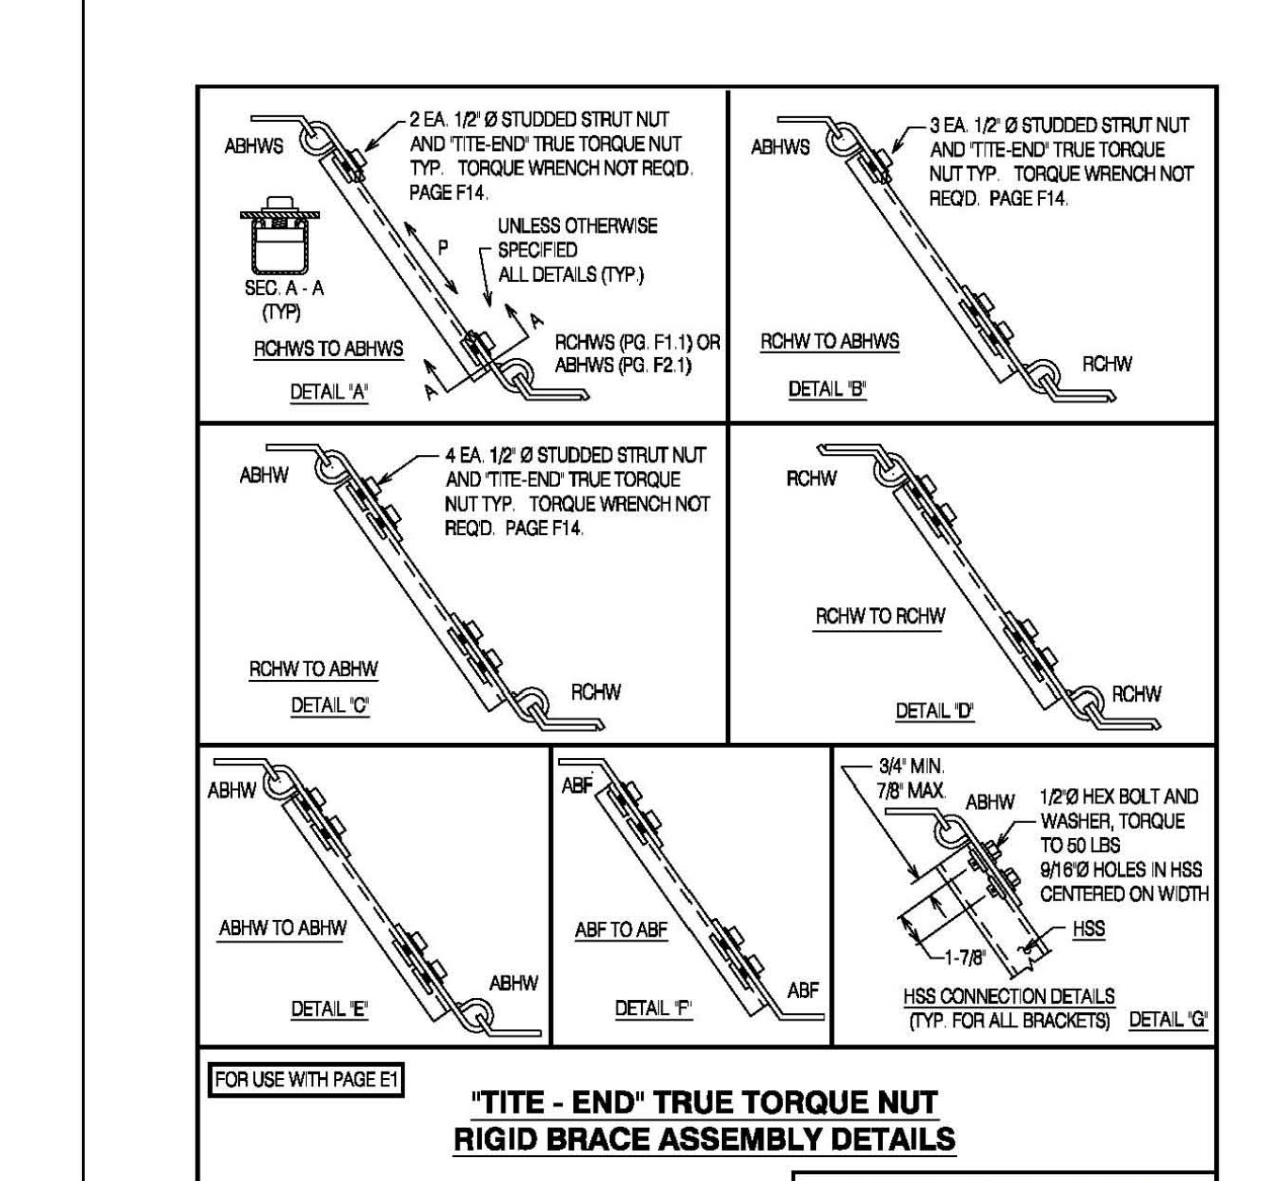 ABHWS
2 EA. 1/2" Ø STUDDED STRUT NUT
AND "TITE-END" TRUE TORQUE NUT
TYP. TORQUE WRENCH NOT REQ'D.
PAGE F14.
UNLESS OTHERWISE
SPECIFIED
ALL DETAILS (TYP.)
P
SEC. A - A
(TYP)
A
A
RCHWS (PG. F1.1) OR
ABHWS (PG. F2.1)
RCHWS TO ABHWS
DETAIL "A"
ABHWS
3 EA. 1/2" Ø STUDDED STRUT NUT
AND "TITE-END" TRUE TORQUE
NUT TYP. TORQUE WRENCH NOT
REQ'D. PAGE F14.
RCHW TO ABHWS
RCHW
DETAIL "B"
ABHW
4 EA. 1/2" Ø STUDDED STRUT NUT
AND "TITE-END" TRUE TORQUE
NUT TYP. TORQUE WRENCH NOT
REQ'D. PAGE F14.
RCHW TO ABHW
RCHW
DETAIL "C"
RCHW
RCHW TO RCHW
RCHW
DETAIL "D"
ABHW
ABHW TO ABHW
ABHW
DETAIL "E"
ABF
ABF TO ABF
ABF
DETAIL "F"
3/4" MIN.
7/8" MAX.
ABHW
1/2"Ø HEX BOLT AND
WASHER, TORQUE
TO 50 LBS
9/16"Ø HOLES IN HSS
CENTERED ON WIDTH
HSS
1-7/8"
HSS CONNECTION DETAILS
(TYP. FOR ALL BRACKETS) DETAIL "G"
FOR USE WITH PAGE E1
"TITE - END" TRUE TORQUE NUT
RIGID BRACE ASSEMBLY DETAILS